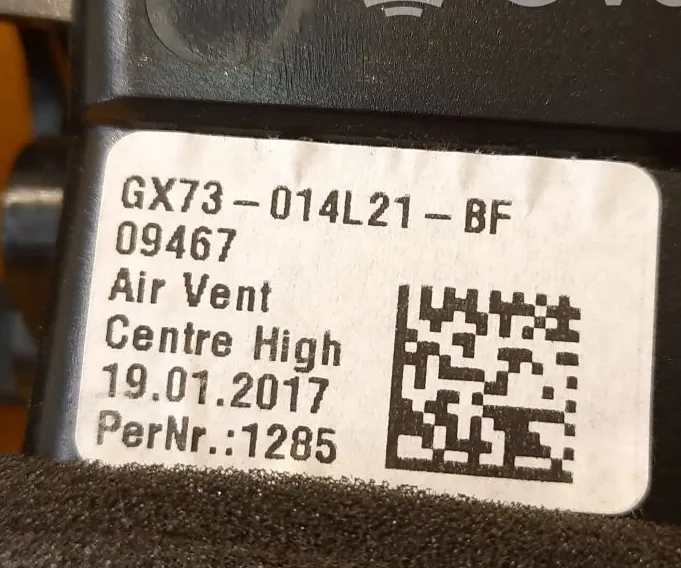 GX73-014L21-BF
09467
Air Vent
Centre High
19.01.2017
PerNr.:1285